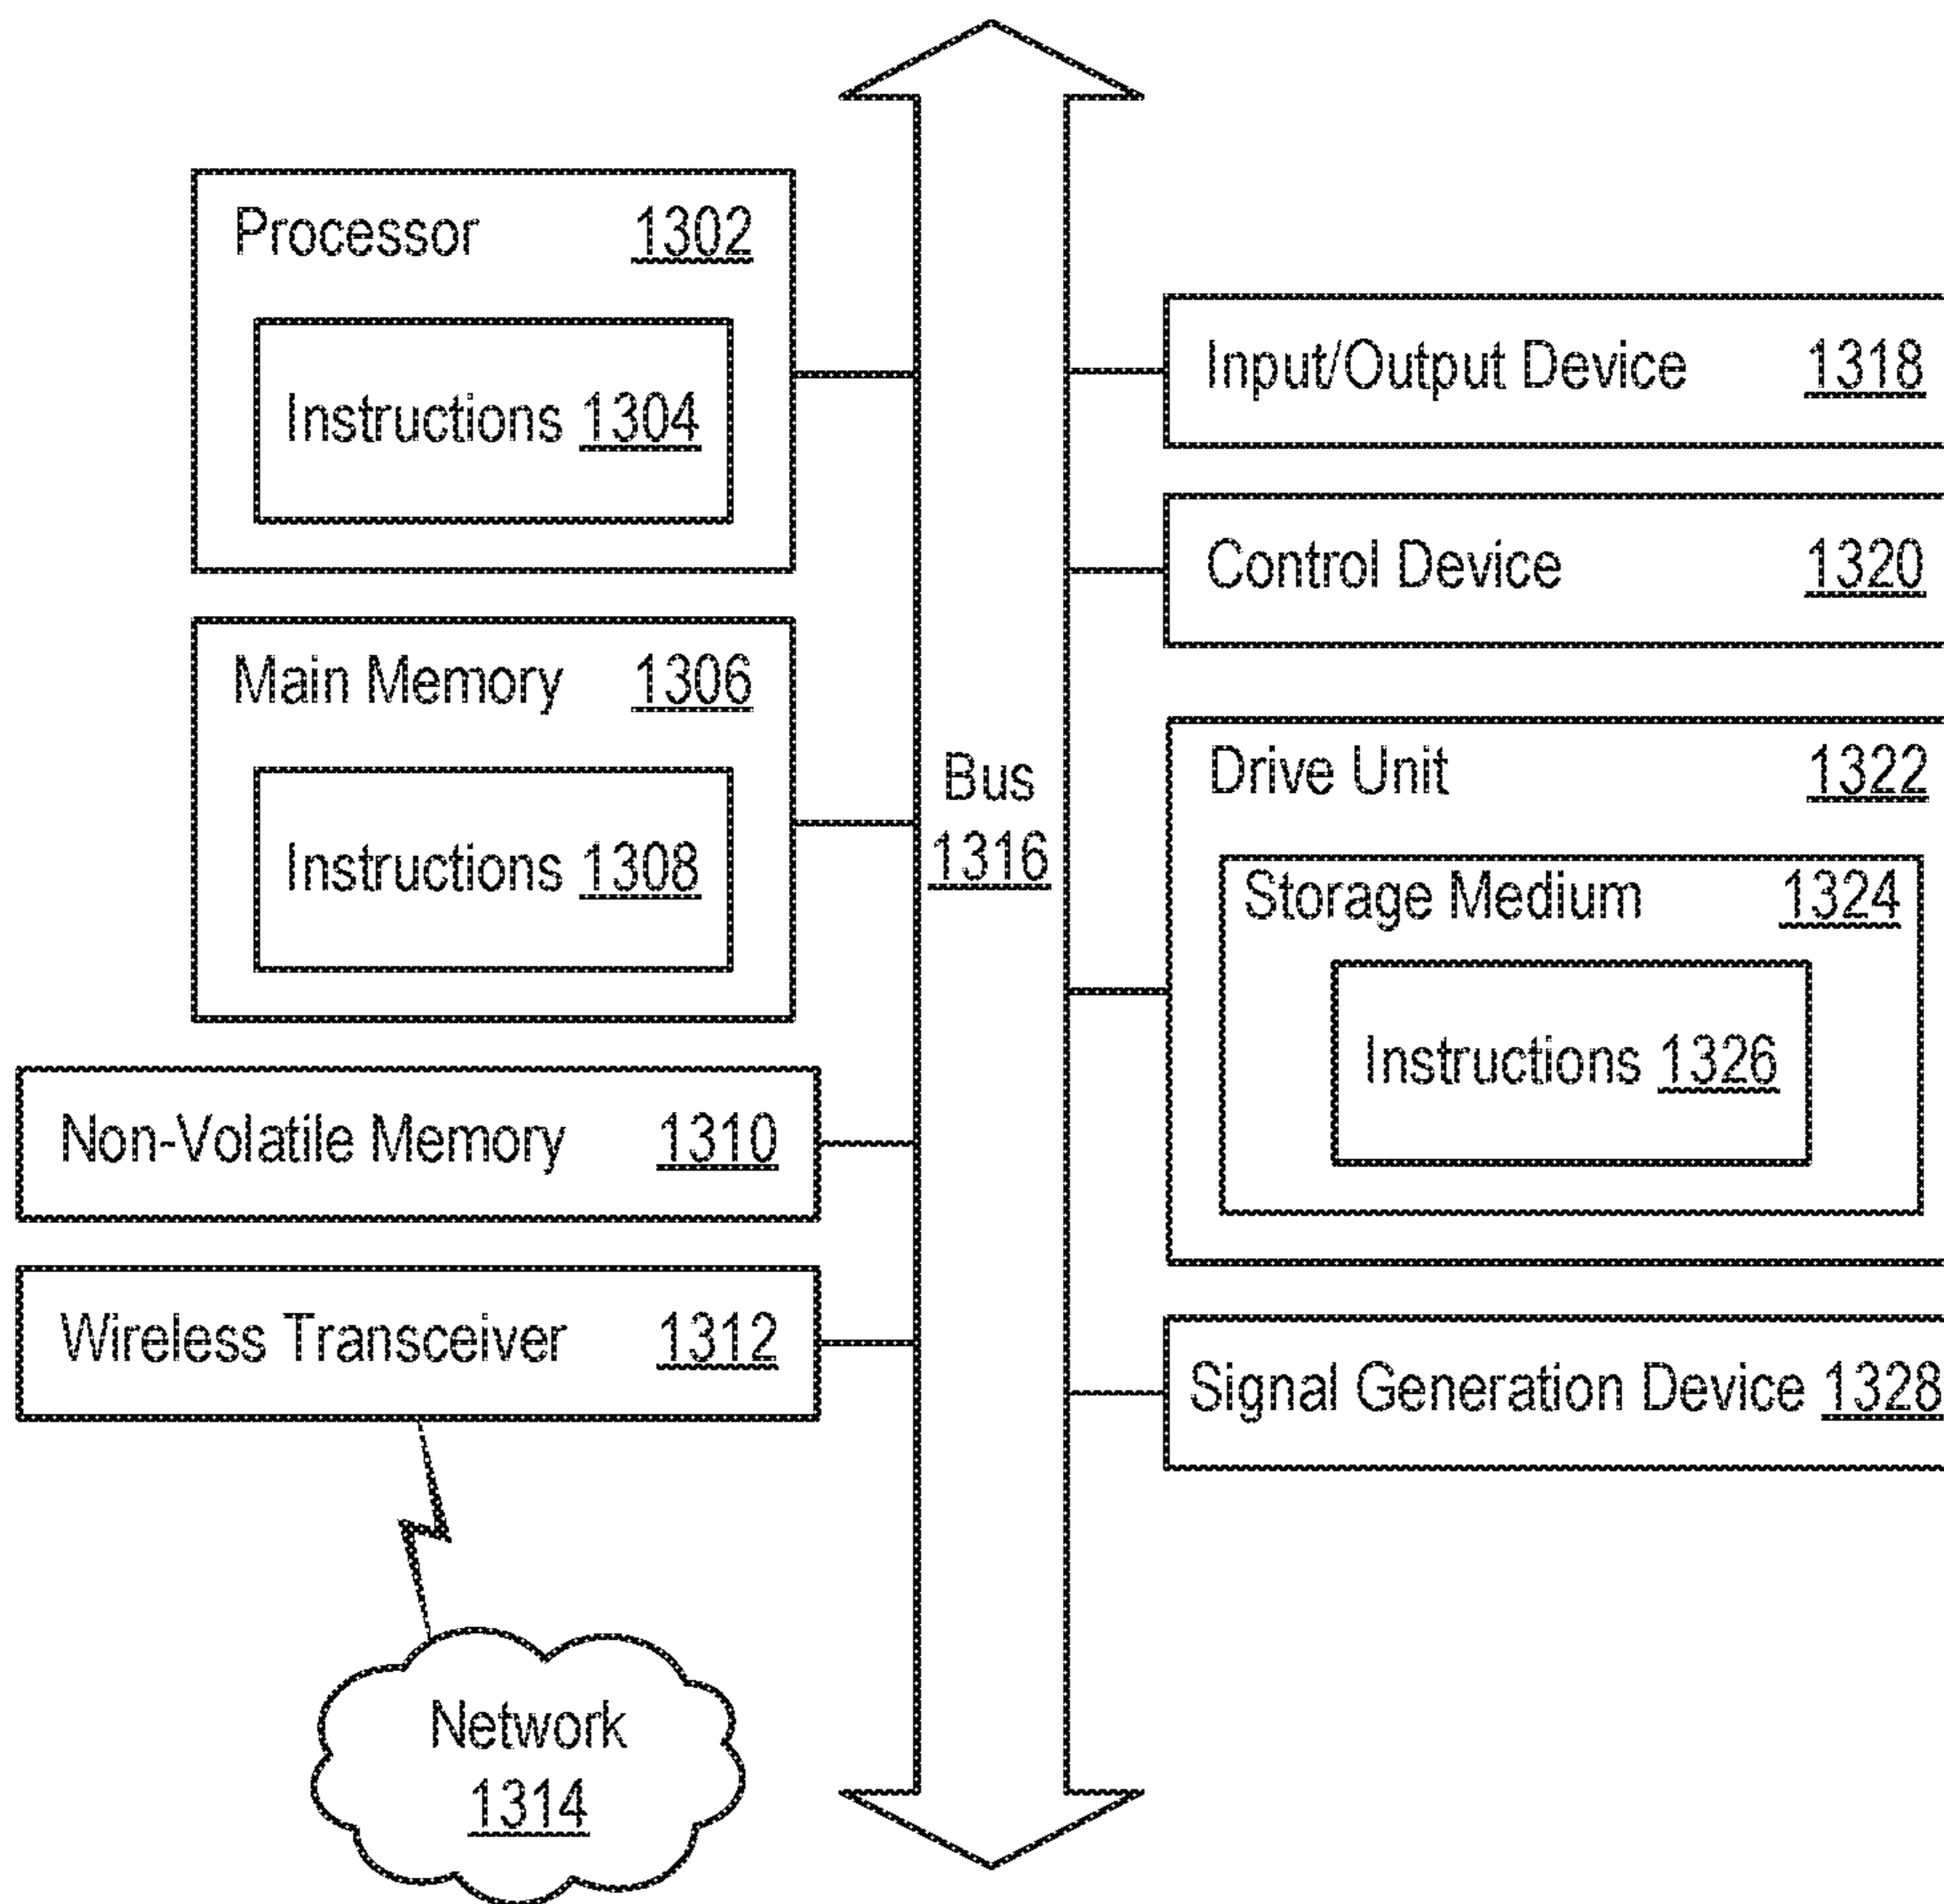 Processor 1302
Instructions 1304
Main Memory 1306
Instructions 1308
Non-Volatile Memory 1310
Wireless Transceiver 1312
Network
1314
Bus
1316
Input/Output Device 1318
Control Device 1320
Drive Unit 1322
Storage Medium 1324
Instructions 1326
Signal Generation Device 1328